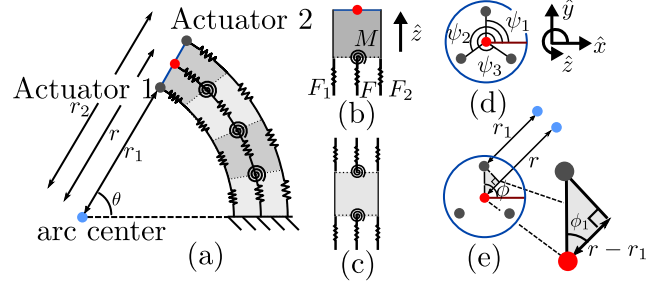 Actuator 2
Actuator 1
r₂
r
r₁
θ
arc center
(a)
M
ẑ
F₁ F F₂
(b)
(c)
ψ₁
ψ₂
ψ₃
(d)
ŷ
x̂
ẑ
r₁
r
ϕ
(e)
ϕ₁
r − r₁